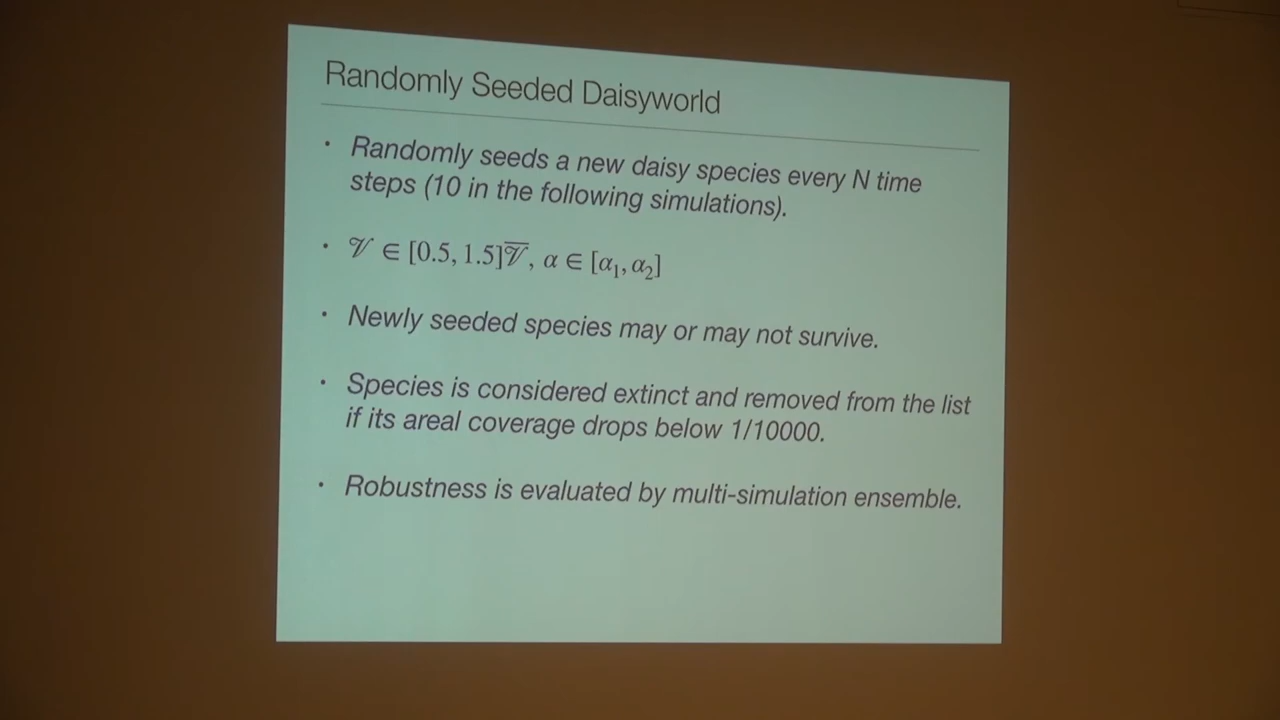 Randomly Seeded Daisyworld
• Randomly seeds a new daisy species every N time
steps (10 in the following simulations).
• 𝒱 ∈ [0.5, 1.5]𝒱̅, α ∈ [α₁, α₂]
• Newly seeded species may or may not survive.
• Species is considered extinct and removed from the list
if its areal coverage drops below 1/10000.
• Robustness is evaluated by multi-simulation ensemble.